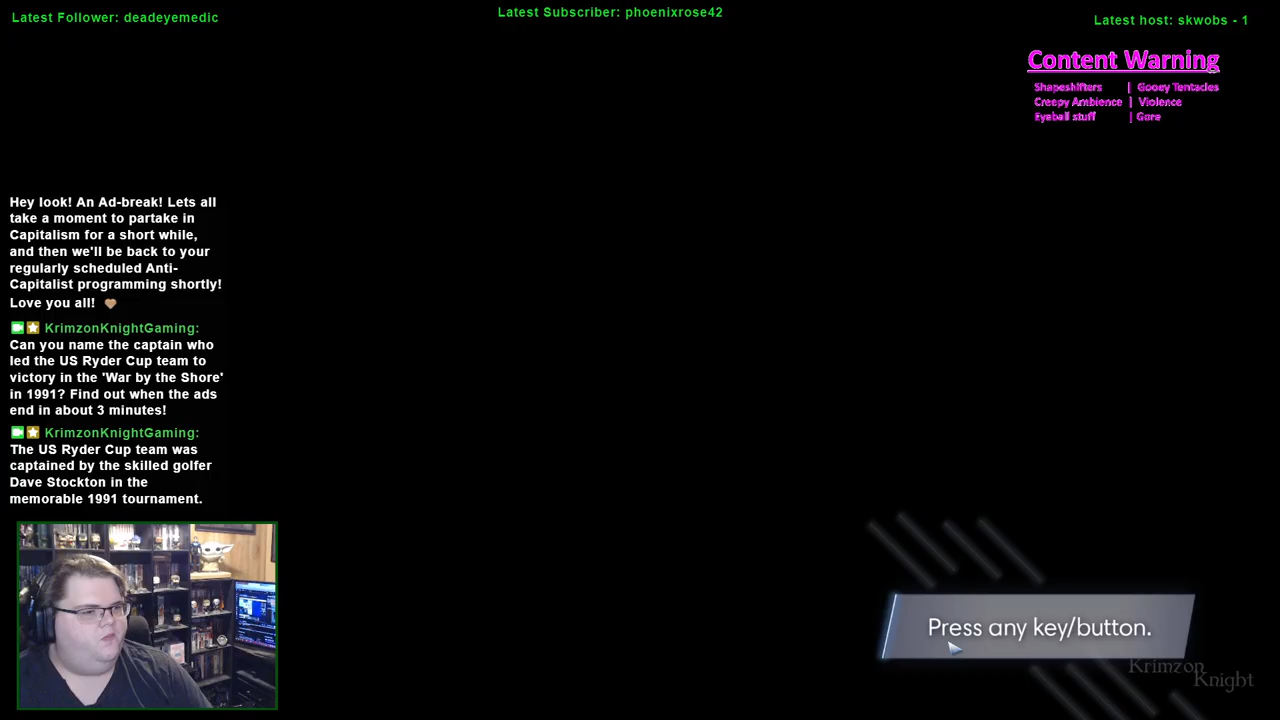 Latest Follower: deadeyemedic
Latest Subscriber: phoenixrose42
Latest host: skwobs - 1
Content Warning
Shapeshifters | Gooey Tentacles
Creepy Ambience | Violence
Eyeball stuff | Gore
Hey look! An Ad-break! Lets all
take a moment to partake in
Capitalism for a short while,
and then we'll be back to your
regularly scheduled Anti-
Capitalist programming shortly!
Love you all!
KrimzonKnightGaming:
Can you name the captain who
led the US Ryder Cup team to
victory in the 'War by the Shore'
in 1991? Find out when the ads
end in about 3 minutes!
KrimzonKnightGaming:
The US Ryder Cup team was
captained by the skilled golfer
Dave Stockton in the
memorable 1991 tournament.
Press any key/button.
Krimzon
Knight